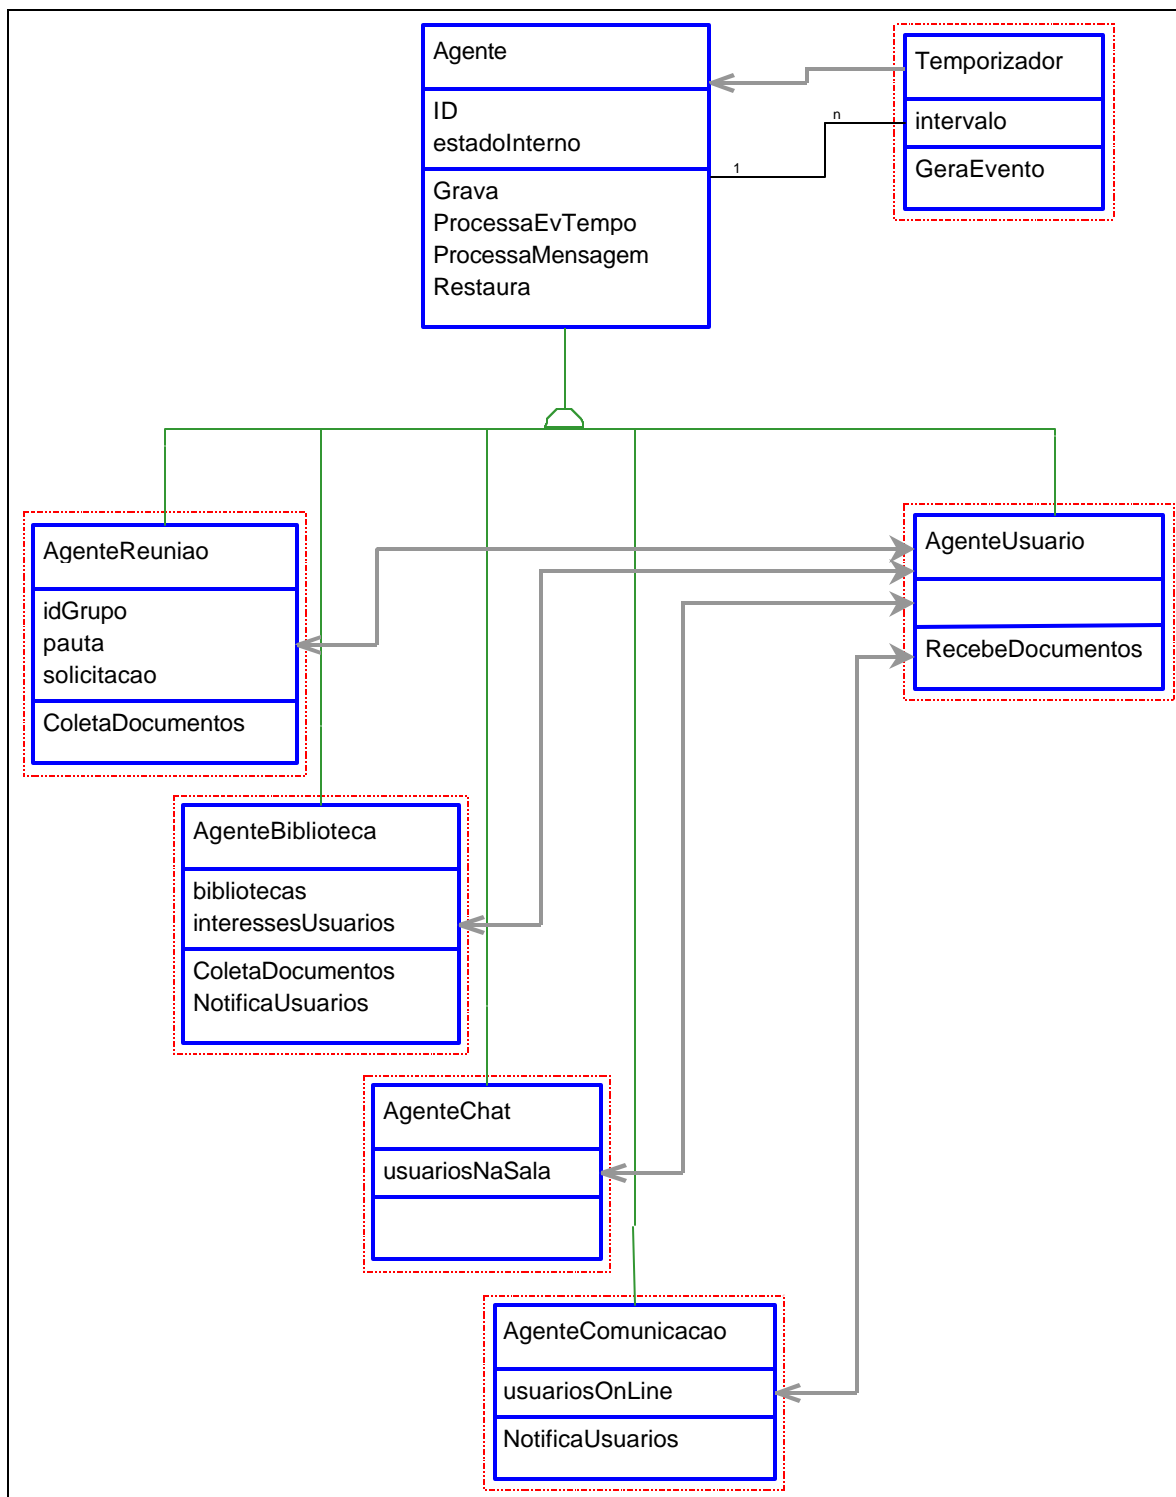 Agente
ID
estadoInterno
Grava
ProcessaEvTempo
ProcessaMensagem
Restaura
Temporizador
intervalo
GeraEvento
n
1
AgenteReuniao
idGrupo
pauta
solicitacao
ColetaDocumentos
AgenteUsuario
RecebeDocumentos
AgenteBiblioteca
bibliotecas
interessesUsuarios
ColetaDocumentos
NotificaUsuarios
AgenteChat
usuariosNaSala
AgenteComunicacao
usuariosOnLine
NotificaUsuarios